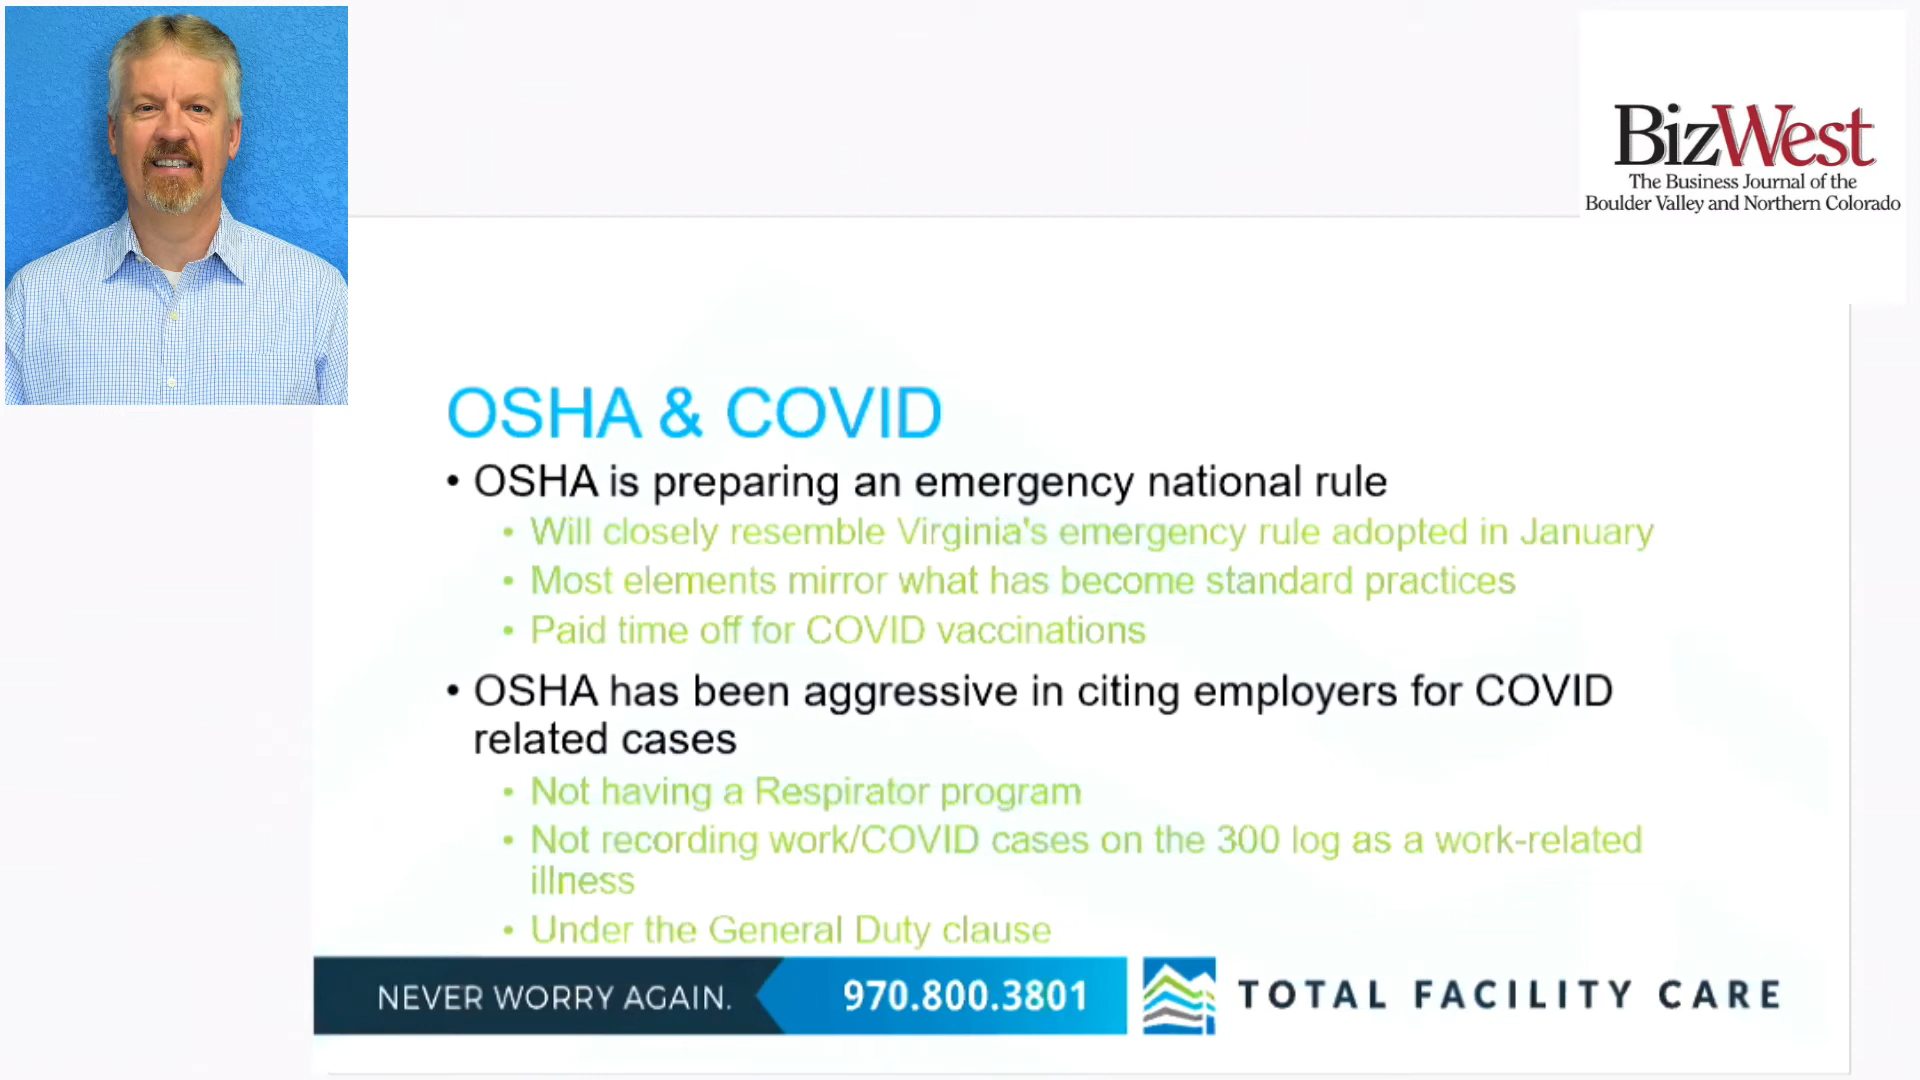 BizWest
The Business Journal of the
Boulder Valley and Northern Colorado
OSHA & COVID
• OSHA is preparing an emergency national rule
• Will closely resemble Virginia's emergency rule adopted in January
• Most elements mirror what has become standard practices
• Paid time off for COVID vaccinations
• OSHA has been aggressive in citing employers for COVID
related cases
• Not having a Respirator program
• Not recording work/COVID cases on the 300 log as a work-related
illness
• Under the General Duty clause
NEVER WORRY AGAIN.
970.800.3801
TOTAL FACILITY CARE